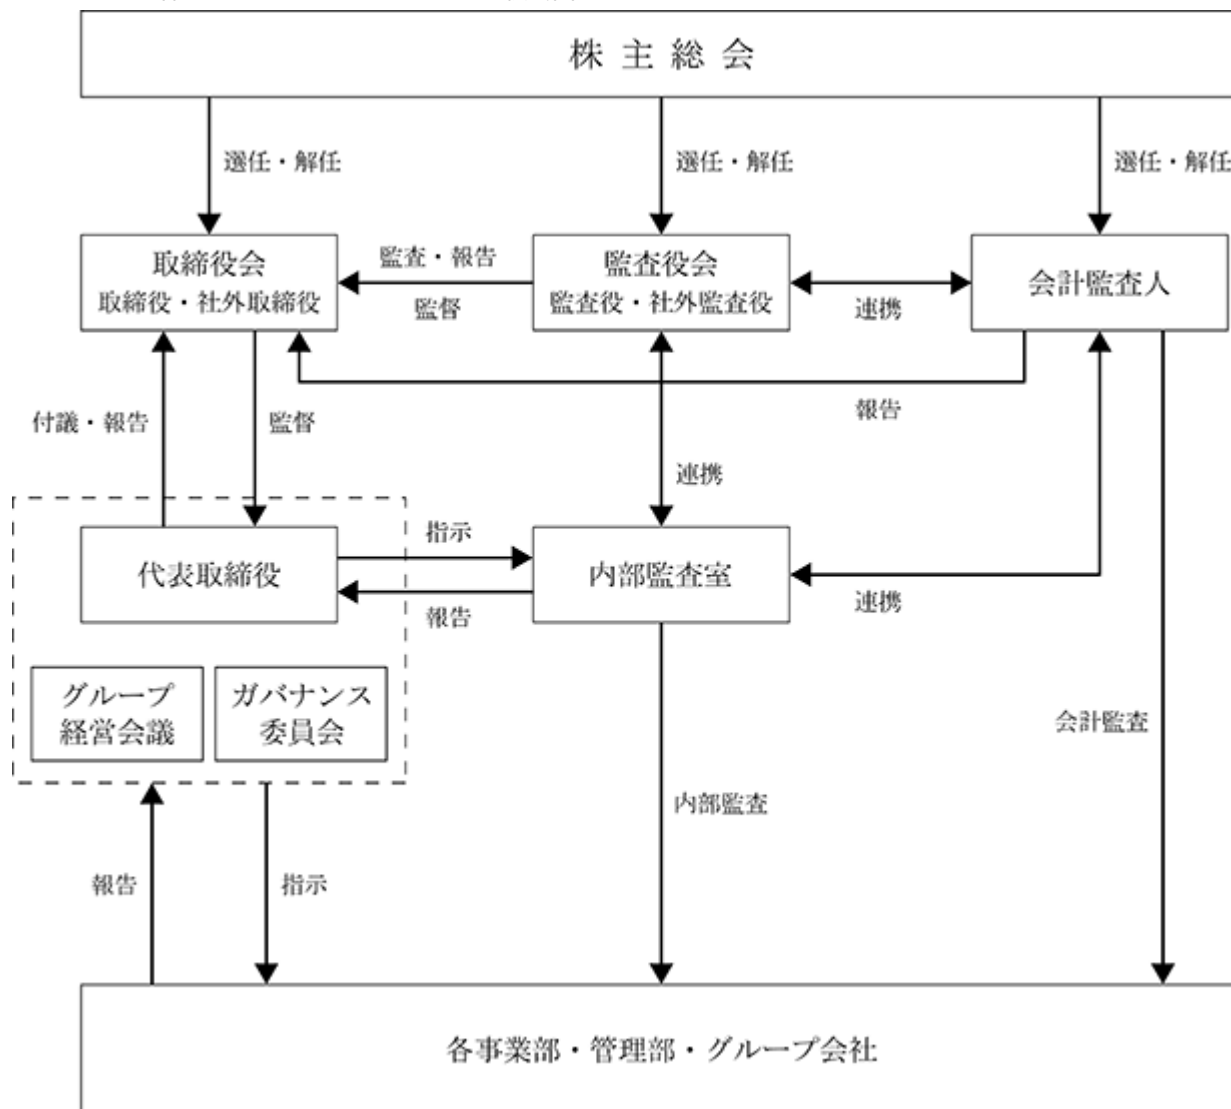 株主総会
選任・解任
選任・解任
選任・解任
取締役会
取締役・社外取締役
監査・報告
監督
監査役会
監査役・社外監査役
連携
会計監査人
報告
付議・報告
監督
連携
代表取締役
指示
報告
内部監査室
連携
グループ
経営会議
ガバナンス
委員会
会計監査
内部監査
報告
指示
各事業部・管理部・グループ会社